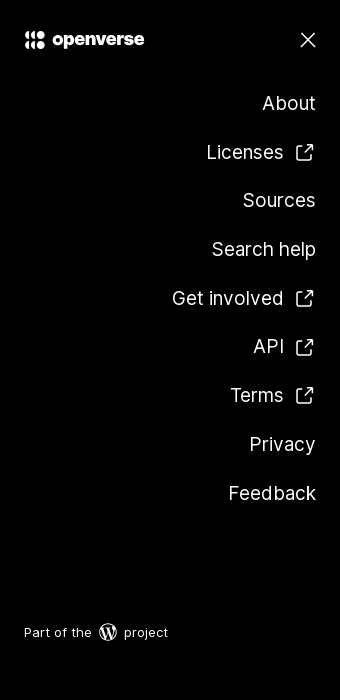 openverse
About
Licenses
Sources
Search help
Get involved
API
Terms
Privacy
Feedback
Part of the W project